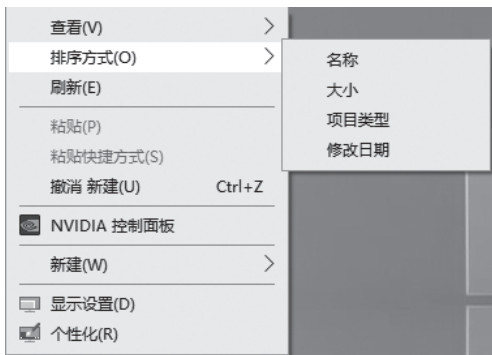 查看(V)
排序方式(O)
刷新(E)
粘贴(P)
粘贴快捷方式(S)
撤消 新建(U) Ctrl+Z
NVIDIA 控制面板
新建(W)
显示设置(D)
个性化(R)
名称
大小
项目类型
修改日期